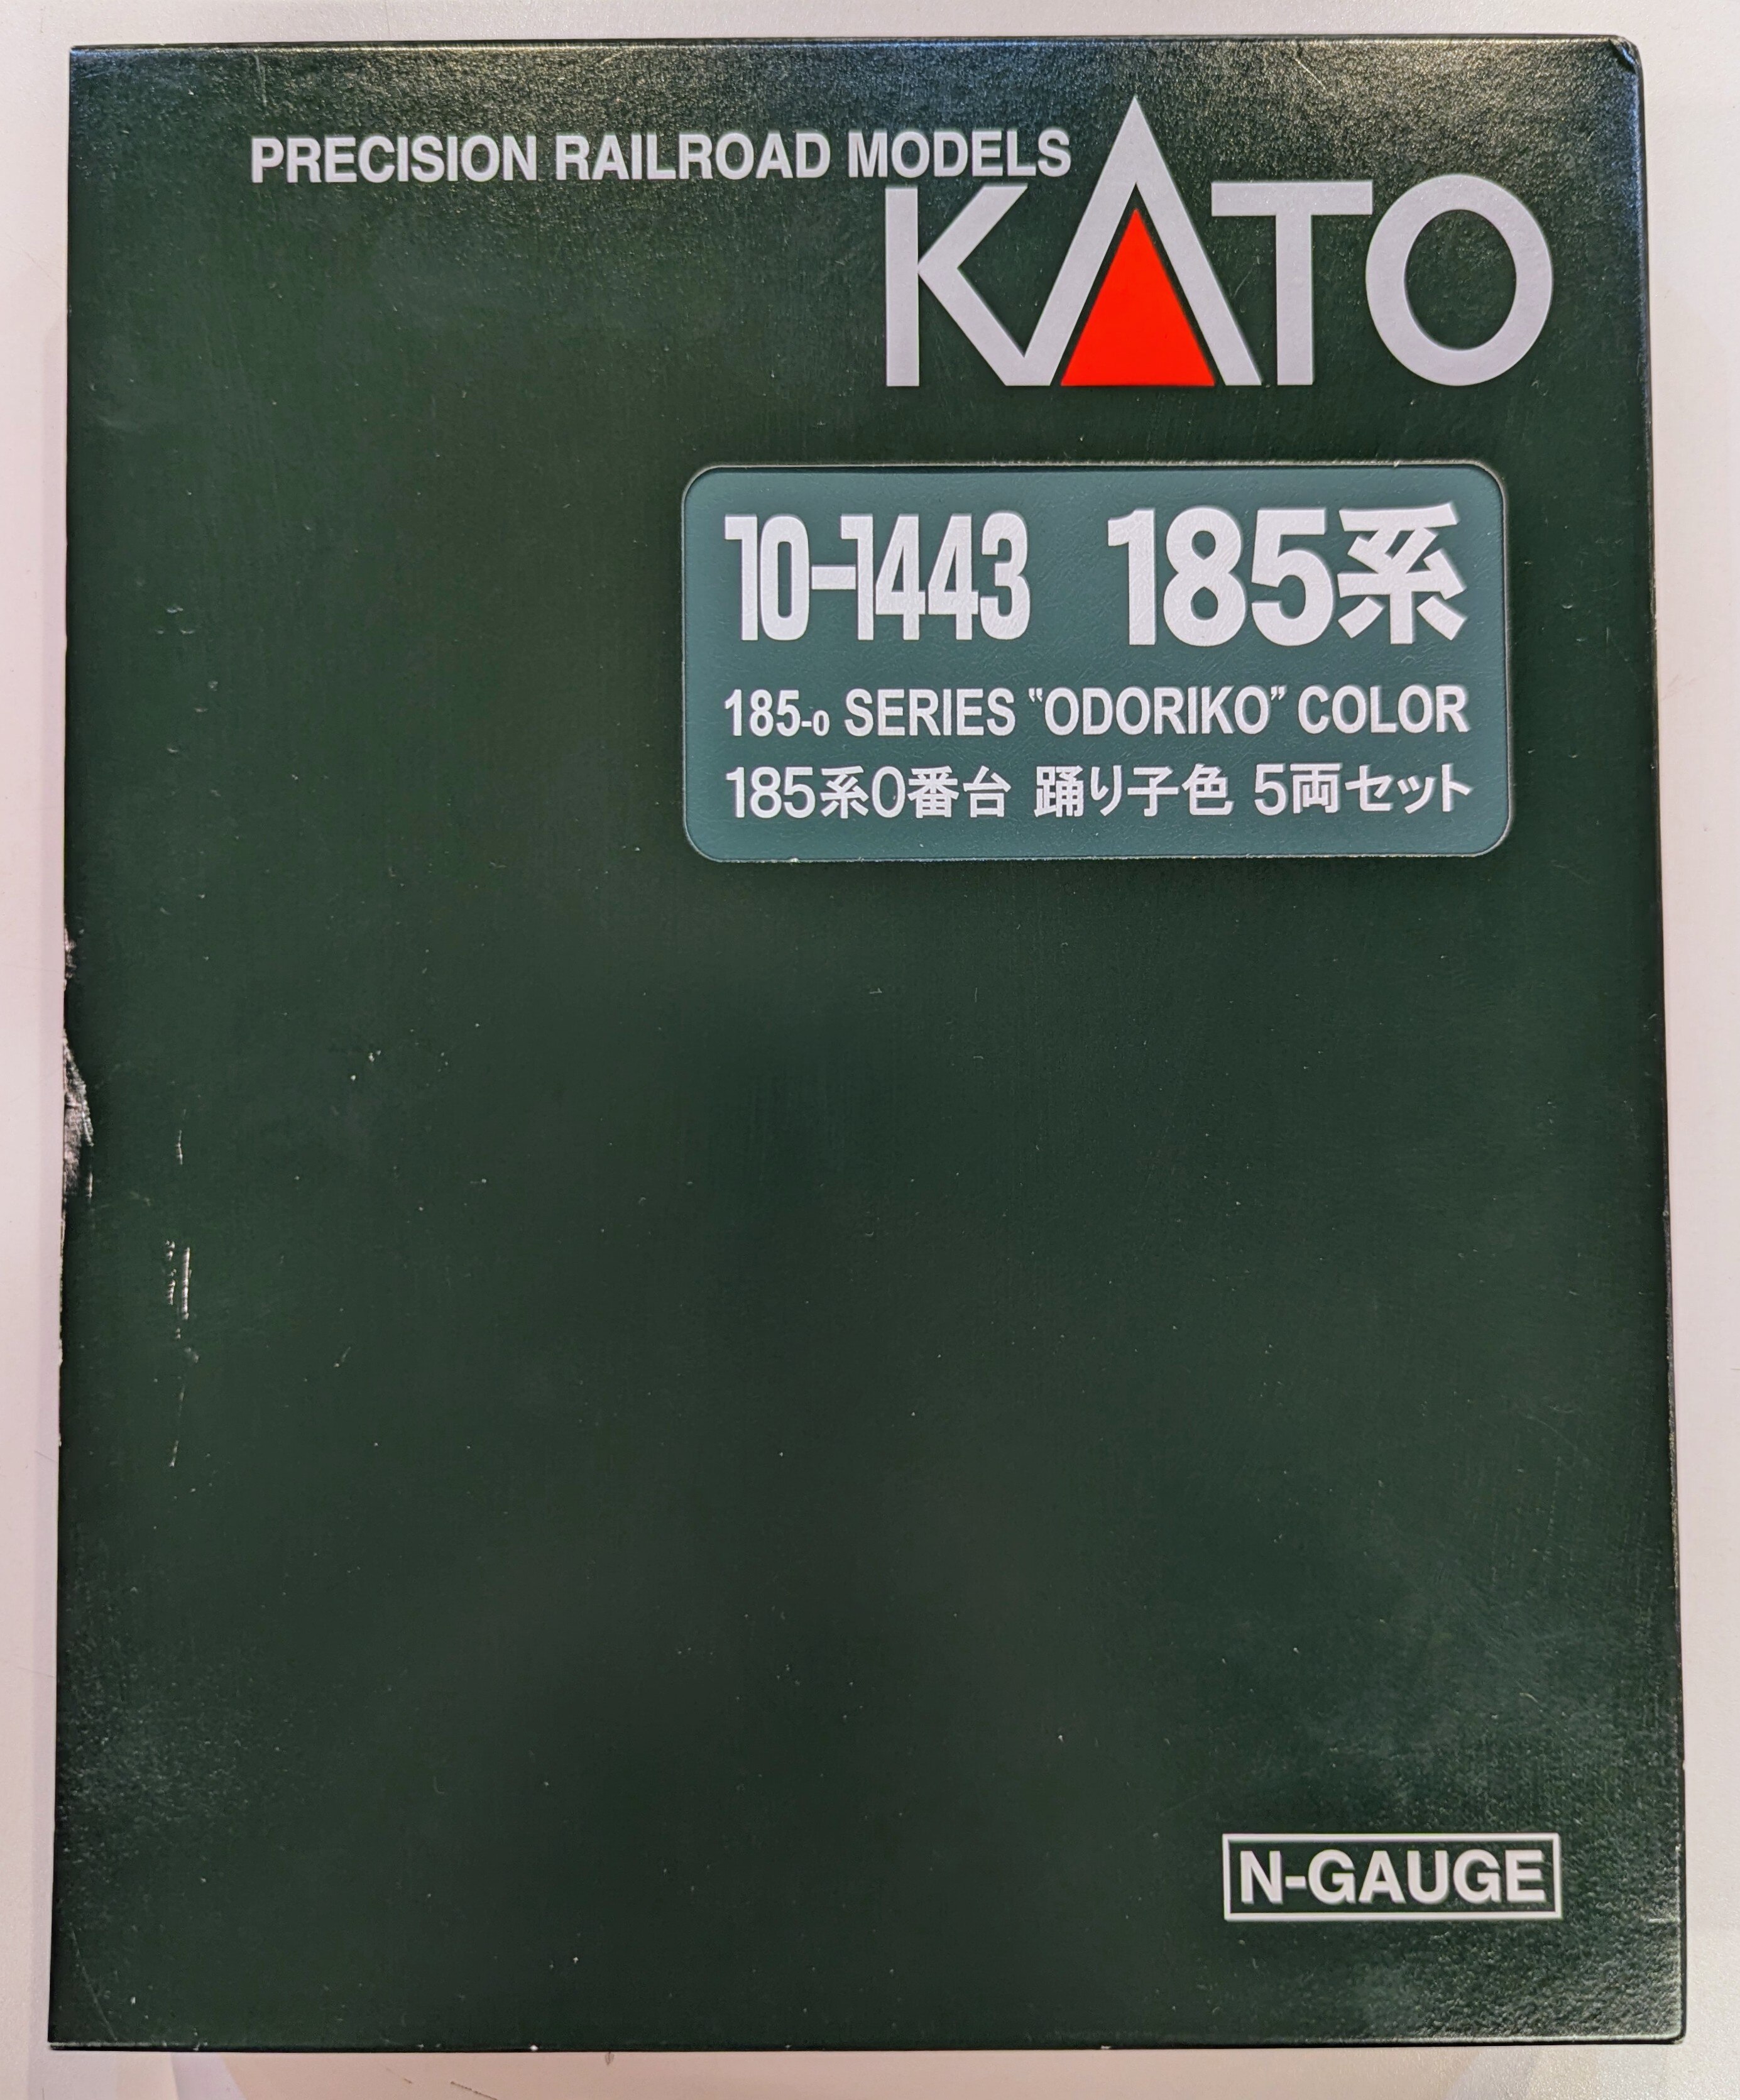 PRECISION RAILROAD MODELS
KATO
10-1443 185系
185-0 SERIES "ODORIKO" COLOR
185系0番台 踊り子色 5両セット
N-GAUGE